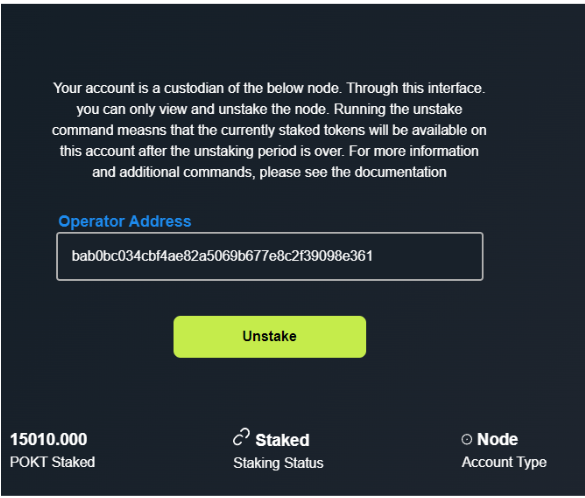 Your account is a custodian of the below node. Through this interface.
you can only view and unstake the node. Running the unstake
command measns that the currently staked tokens will be available on
this account after the unstaking period is over. For more information
and additional commands, please see the documentation
Operator Address
bab0bc034cbf4ae82a5069b677e8c2f39098e361
Unstake
15010.000
POKT Staked
Staked
Staking Status
Node
Account Type